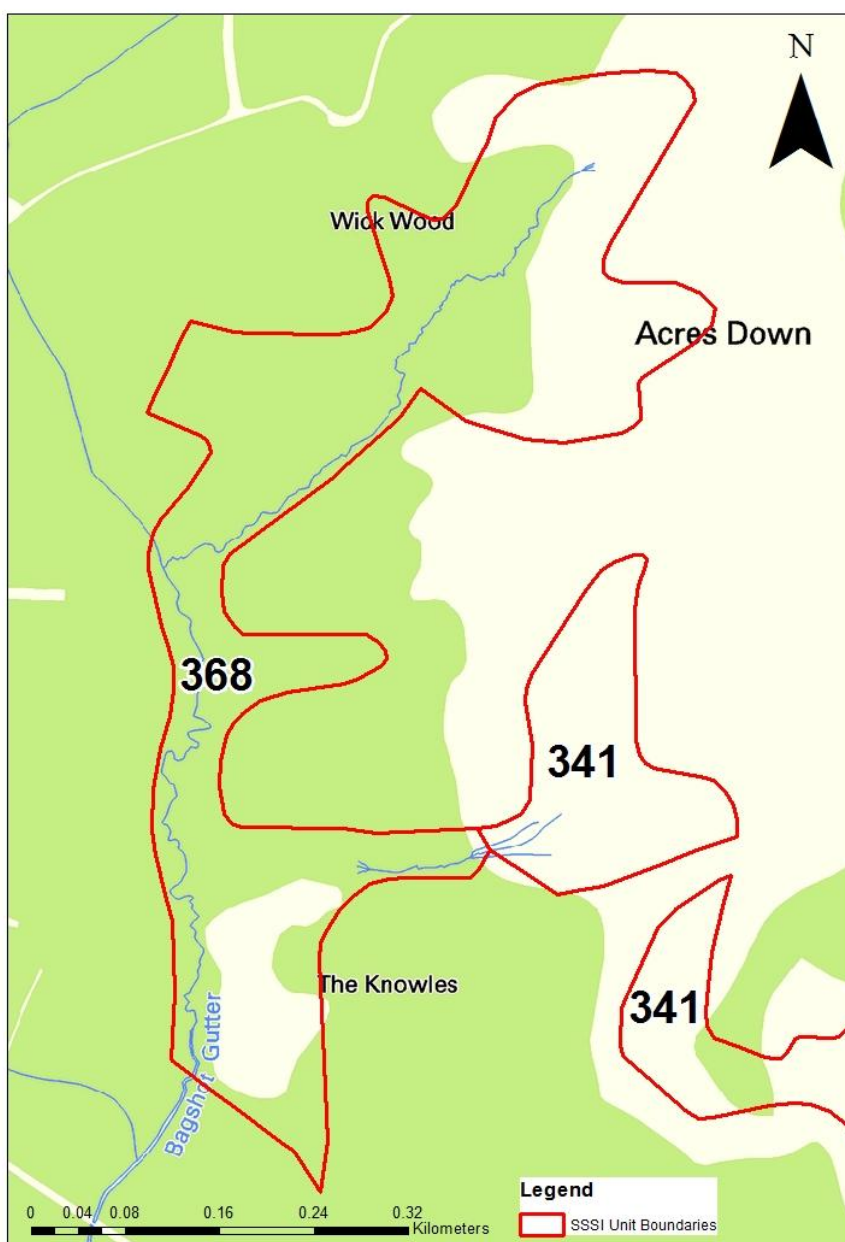 N
Wick Wood
Acres Down
368
341
The Knowles
341
Bagshot Gutter
Legend
SSSI Unit Boundaries
0 0.04 0.08 0.16 0.24 0.32
Kilometers